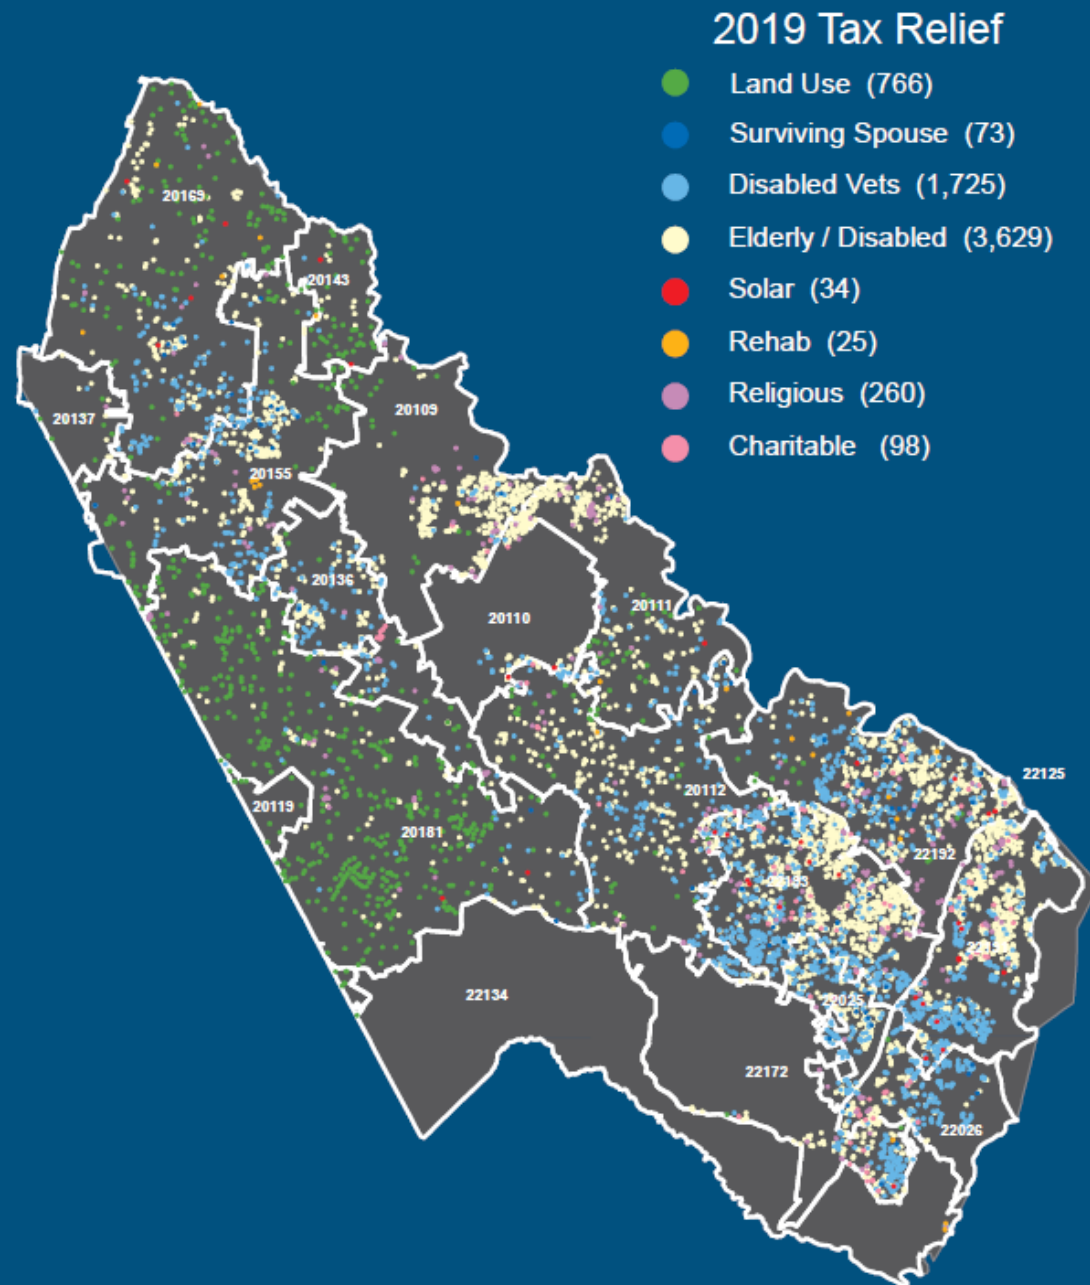 2019 Tax Relief
Land Use (766)
Surviving Spouse (73)
Disabled Vets (1,725)
Elderly / Disabled (3,629)
Solar (34)
Rehab (25)
Religious (260)
Charitable (98)
20169
20143
20137
20109
20155
20136
20110
20111
20119
20181
20112
22125
22192
22193
22025
22134
22172
22026